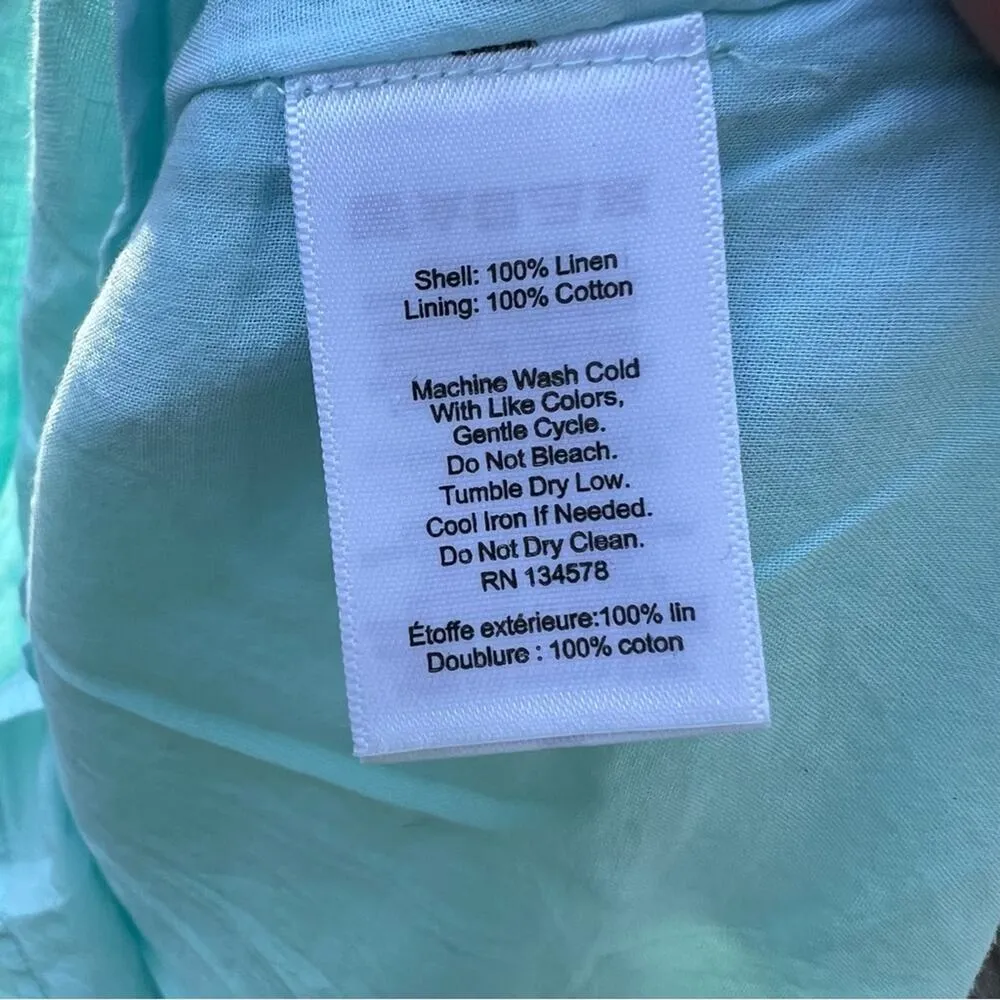 Shell: 100% Linen
Lining: 100% Cotton
Machine Wash Cold
With Like Colors,
Gentle Cycle.
Do Not Bleach.
Tumble Dry Low.
Cool Iron If Needed.
Do Not Dry Clean.
RN 134578
Étoffe extérieure:100% lin
Doublure : 100% coton